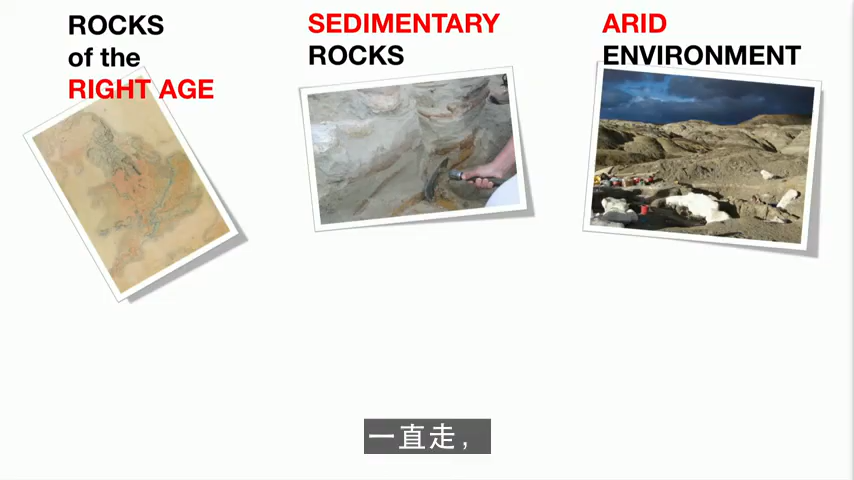 ROCKS
of the
RIGHT AGE
SEDIMENTARY
ROCKS
ARID
ENVIRONMENT
一直走，